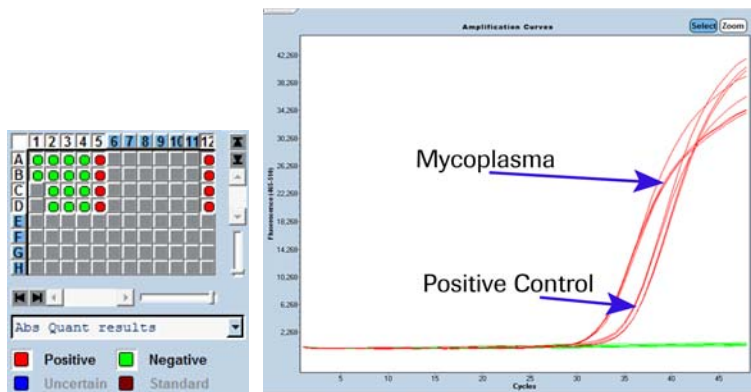 1 2 3 4 5 6 7 8 9 10 11 12
A
B
C
D
E
F
G
H
Abs Quant results
Positive Negative
Uncertain Standard
Amplification Curves
Select Zoom
42,260
38,260
34,260
30,260
26,260
22,260
18,260
14,260
10,260
6,260
2,260
Fluorescence (465-510)
Mycoplasma
Positive Control
5 10 15 20 25 30 35 40 45
Cycles